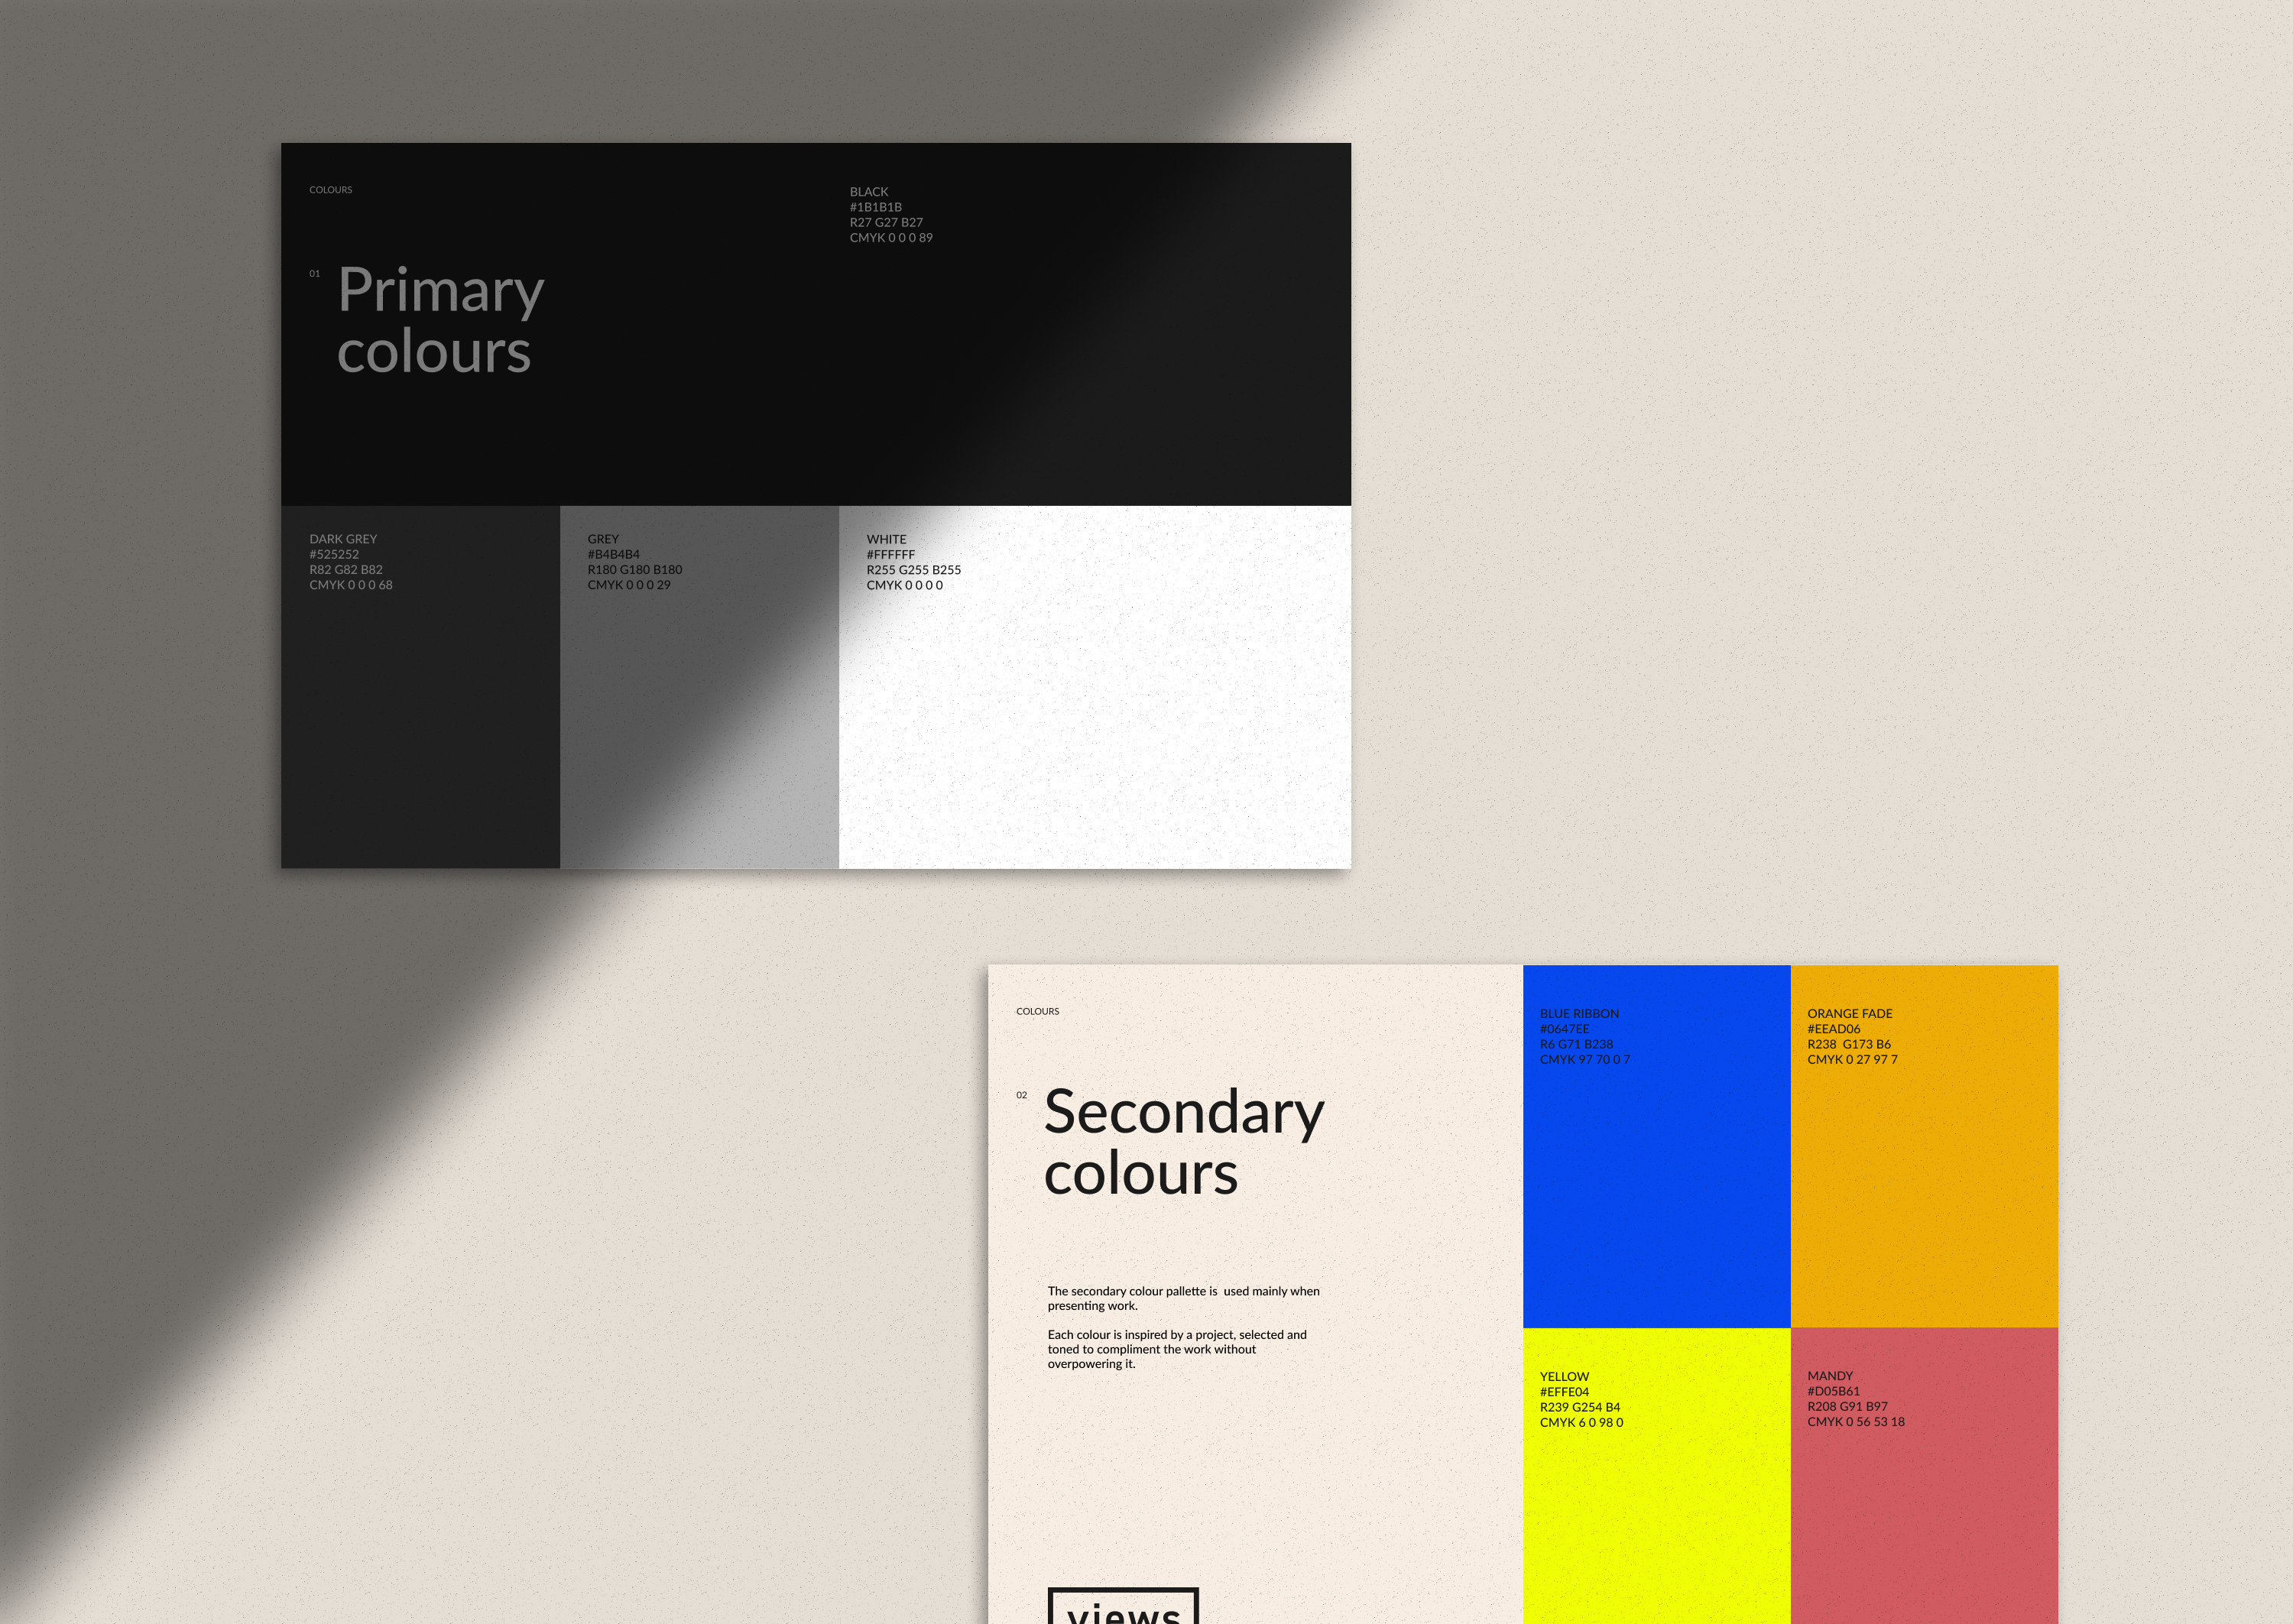 COLOURS
01
Primary
colours
BLACK
#1B1B1B
R27 G27 B27
CMYK 0 0 0 89
DARK GREY
#525252
R82 G82 B82
CMYK 0 0 0 68
GREY
#B4B4B4
R180 G180 B180
CMYK 0 0 0 29
WHITE
#FFFFFF
R255 G255 B255
CMYK 0 0 0 0
COLOURS
02
Secondary
colours
The secondary colour pallette is  used mainly when
presenting work.
Each colour is inspired by a project, selected and
toned to compliment the work without
overpowering it.
views
BLUE RIBBON
#0647EE
R6 G71 B238
CMYK 97 70 0 7
ORANGE FADE
#EEAD06
R238  G173 B6
CMYK 0 27 97 7
YELLOW
#EFFE04
R239 G254 B4
CMYK 6 0 98 0
MANDY
#D05B61
R208 G91 B97
CMYK 0 56 53 18